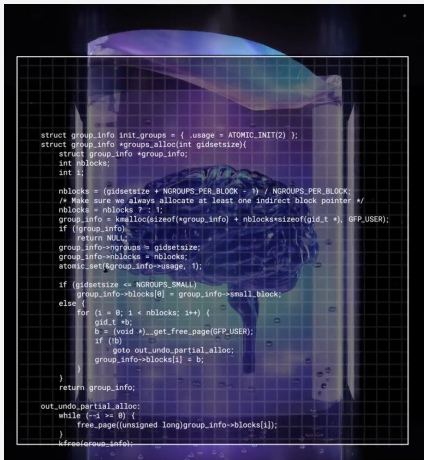 struct group_info init_groups = { .usage = ATOMIC_INIT(2) };
struct group_info *groups_alloc(int gidsetsize){
    struct group_info *group_info;
    int nblocks;
    int i;

    nblocks = (gidsetsize + NGROUPS_PER_BLOCK - 1) / NGROUPS_PER_BLOCK;
    /* Make sure we always allocate at least one indirect block pointer */
    nblocks = nblocks ? : 1;
    group_info = kmalloc(sizeof(*group_info) + nblocks*sizeof(gid_t *), GFP_USER);
    if (!group_info)
        return NULL;
    group_info->ngroups = gidsetsize;
    group_info->nblocks = nblocks;
    atomic_set(&group_info->usage, 1);

    if (gidsetsize <= NGROUPS_SMALL)
        group_info->blocks[0] = group_info->small_block;
    else {
        for (i = 0; i < nblocks; i++) {
            gid_t *b;
            b = (void *)__get_free_page(GFP_USER);
            if (!b)
                goto out_undo_partial_alloc;
            group_info->blocks[i] = b;
        }
    }
    return group_info;

out_undo_partial_alloc:
    while (--i >= 0) {
        free_page((unsigned long)group_info->blocks[i]);
    }
    kfree(group_info);